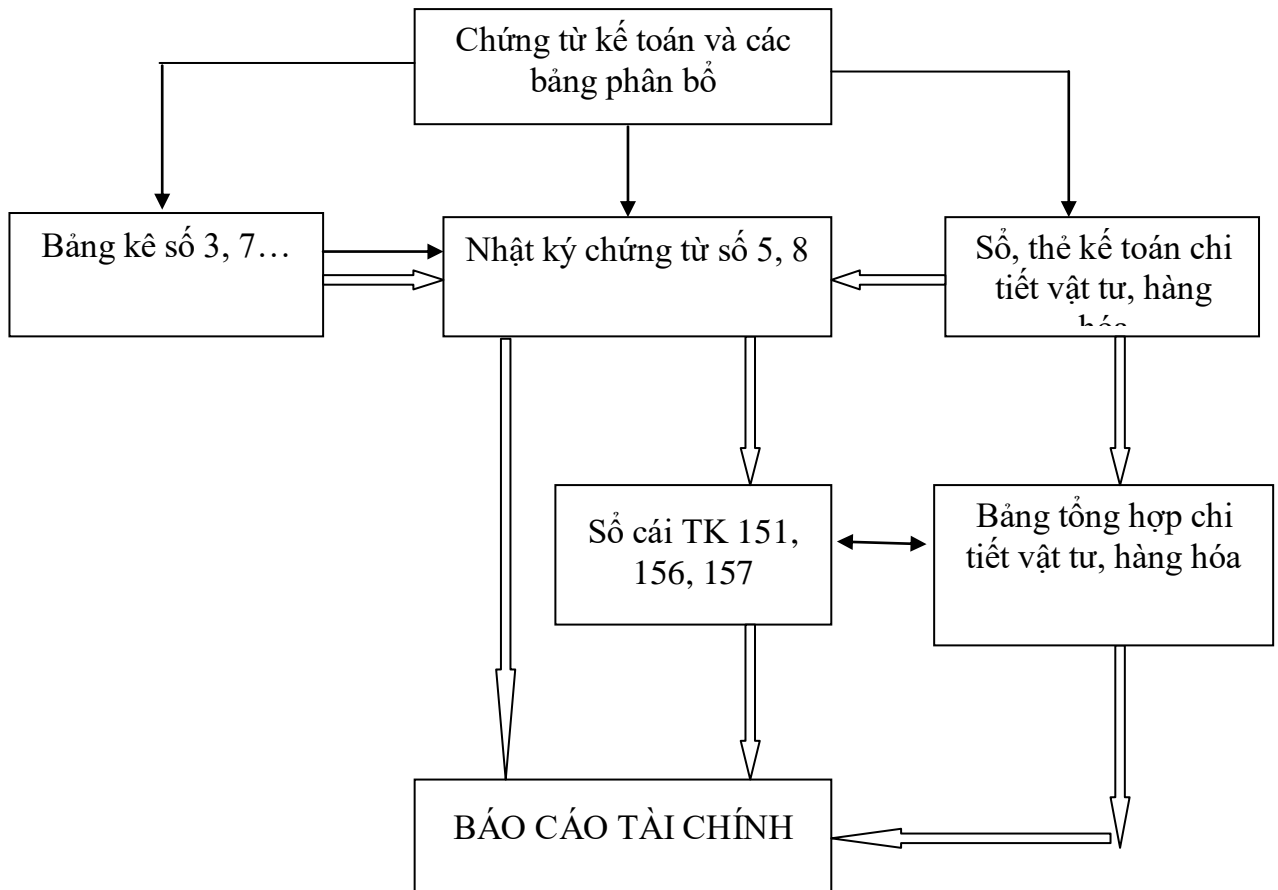 Chứng từ kế toán và các
bảng phân bổ
Bảng kê số 3, 7…
Nhật ký chứng từ số 5, 8
Sổ, thẻ kế toán chi
tiết vật tư, hàng
hóa
Sổ cái TK 151,
156, 157
Bảng tổng hợp chi
tiết vật tư, hàng hóa
BÁO CÁO TÀI CHÍNH